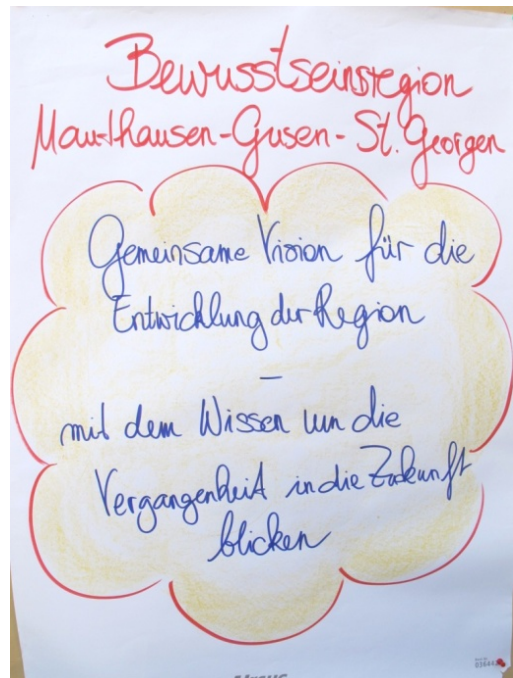 Bewusstseinsregion
Mauthausen-Gusen-St. Georgen
Gemeinsame Vision für die
Entwicklung der Region
–
mit dem Wissen um die
Vergangenheit in die Zukunft
blicken